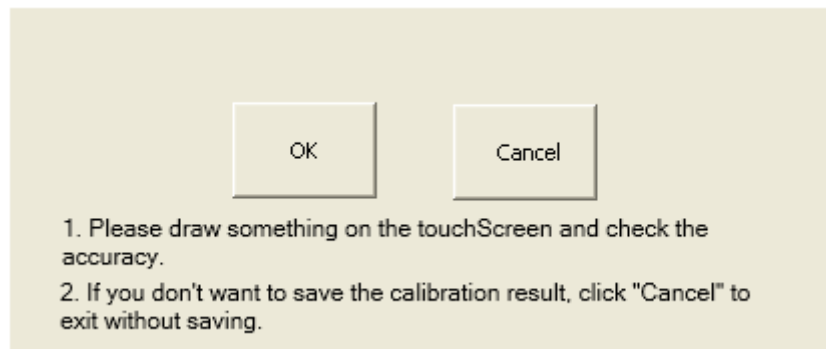 OK
Cancel
1. Please draw something on the touchScreen and check the
accuracy.
2. If you don't want to save the calibration result, click "Cancel" to
exit without saving.